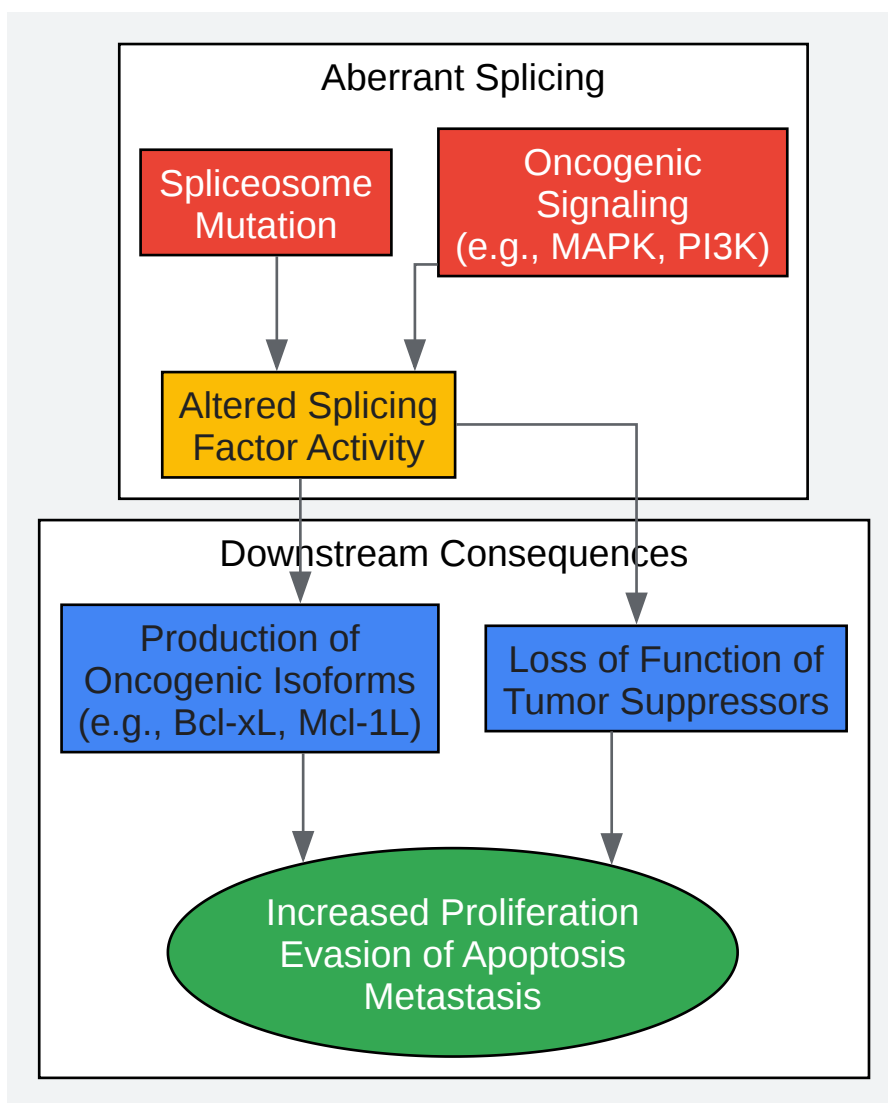 Aberrant Splicing
Spliceosome
Mutation
Oncogenic
Signaling
(e.g., MAPK, PI3K)
Altered Splicing
Factor Activity
Downstream Consequences
Production of
Oncogenic Isoforms
(e.g., Bcl-xL, Mcl-1L)
Loss of Function of
Tumor Suppressors
Increased Proliferation
Evasion of Apoptosis
Metastasis